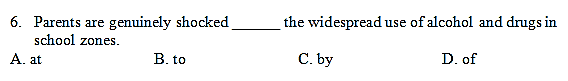 6. Parents are genuinely shocked ______ the widespread use of alcohol and drugs in
school zones.
A. at B. to C. by D. of